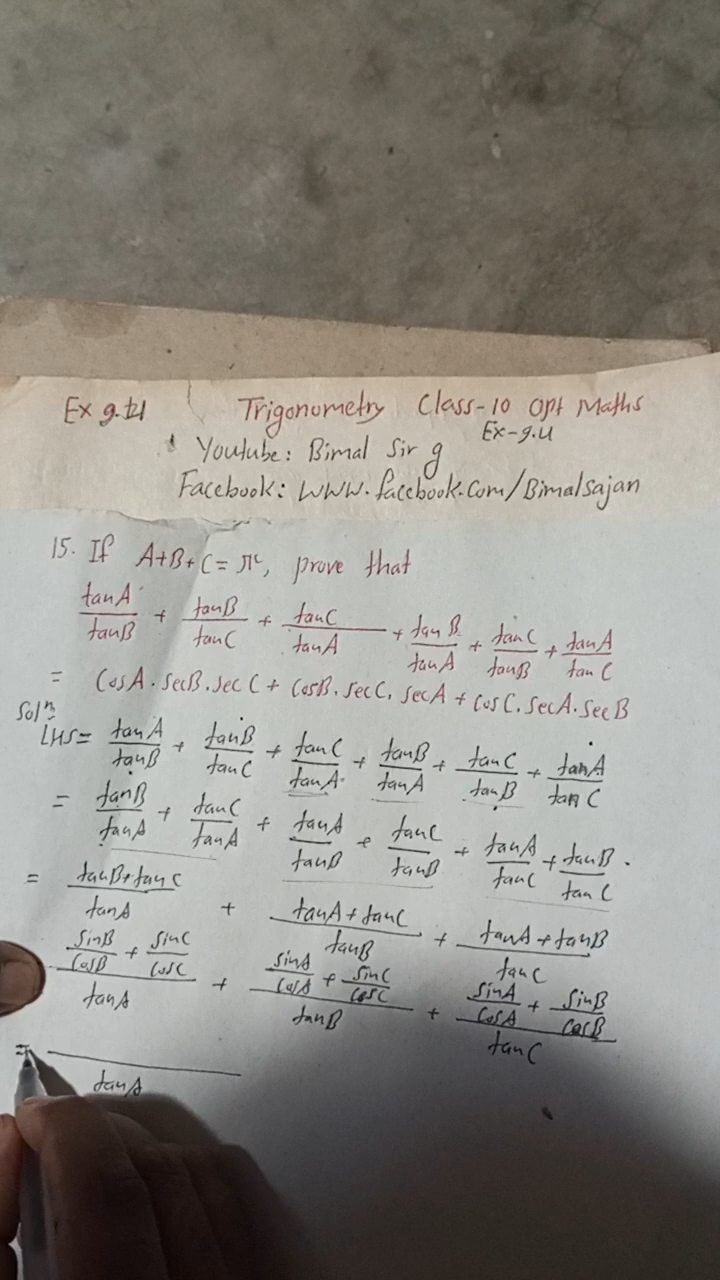 Ex 9.4 Trigonometry Class-10 Opt Maths
Ex-9.4
Youtube: Bimal Sir g
Facebook: WWW.facebook.com/Bimalsajan
15. If A+B+C = πᶜ, prove that
tanA/tanB + tanB/tanC + tanC/tanA + tanB/tanA + tanC/tanB + tanA/tanC
= CosA.SecB.SecC + CosB.SecC.SecA + CosC.SecA.SecB
Solⁿ
LHS = tanA/tanB + tanB/tanC + tanC/tanA + tanB/tanA + tanC/tanB + tanA/tanC
= tanB/tanA + tanC/tanA + tanA/tanB + tanC/tanB + tanA/tanC + tanB/tanC.
= (tanB+tanC)/tanA + (tanA+tanC)/tanB + (tanA+tanB)/tanC
(SinB/CosB + SinC/CosC)/tanA + (SinA/CosA + SinC/CosC)/tanB + (SinA/CosA + SinB/CosB)/tanC
= /tanA